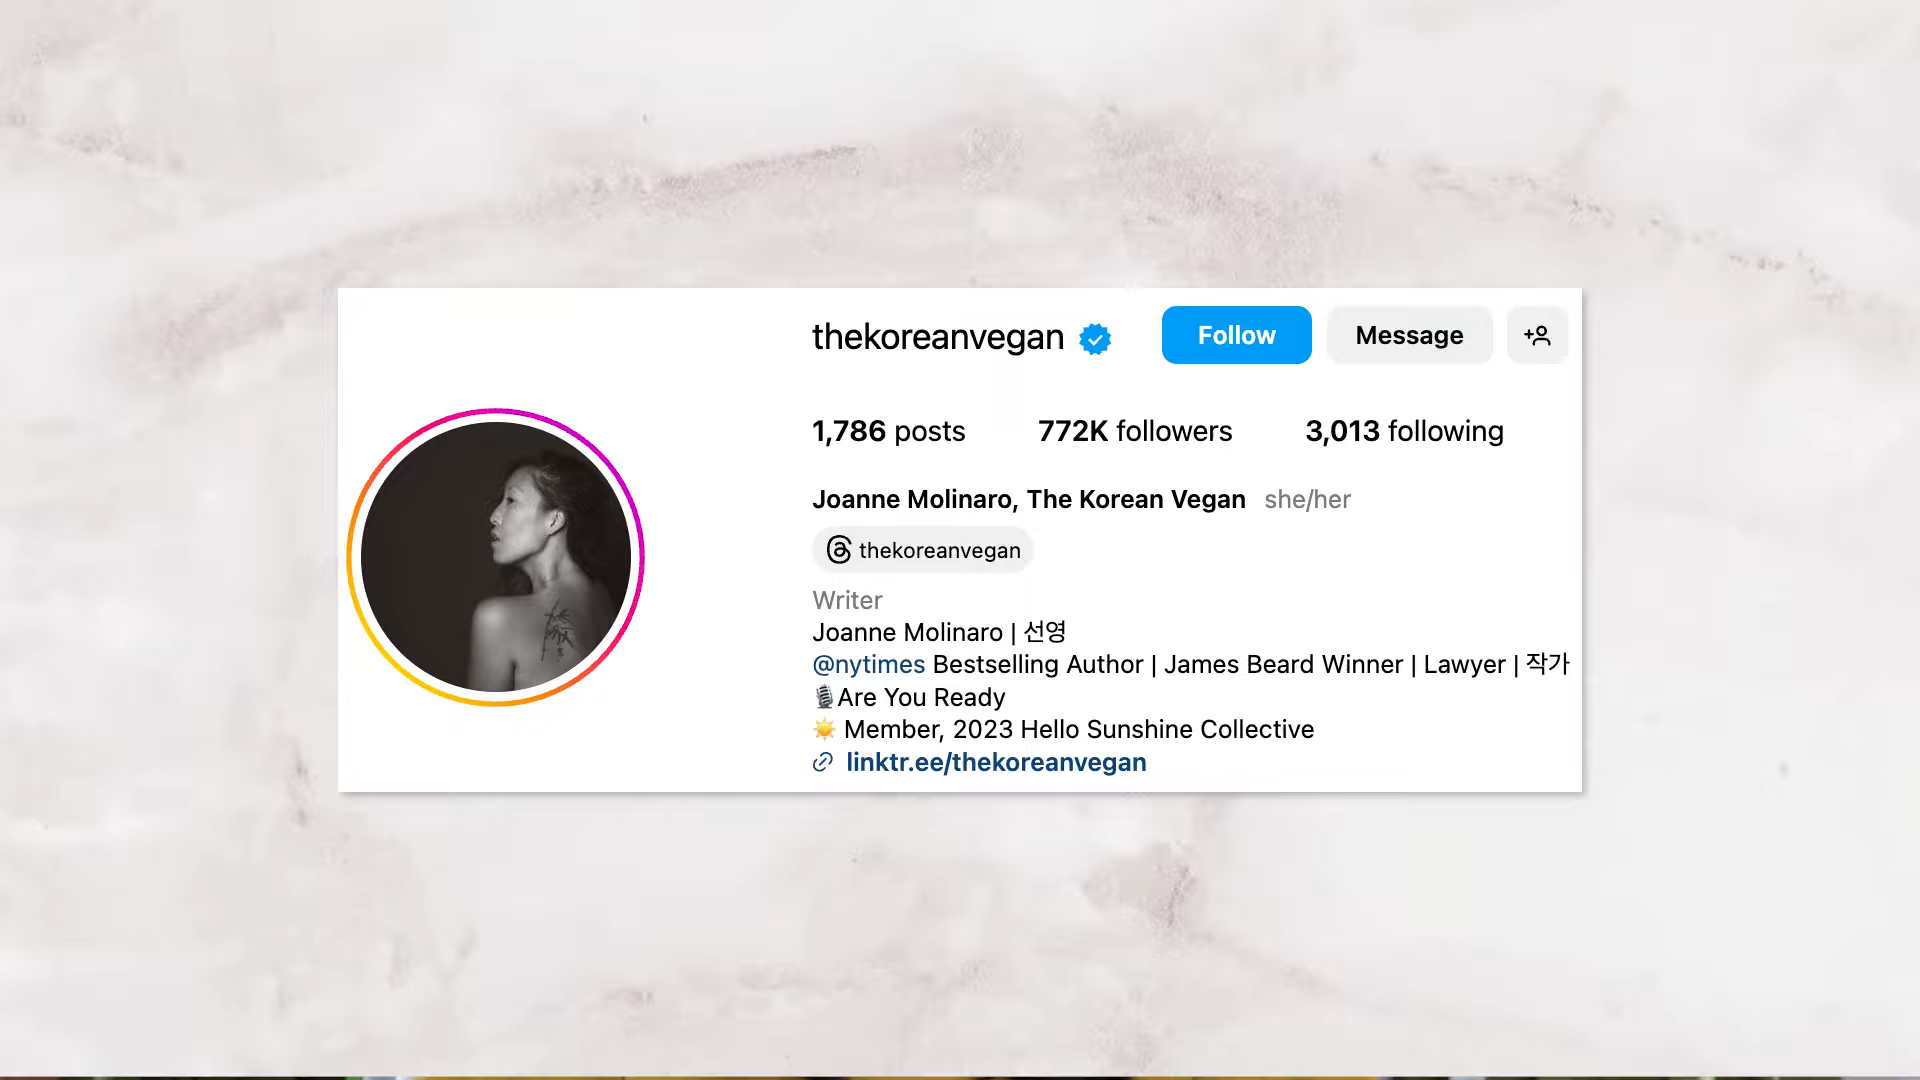 thekoreanvegan Follow Message
1,786 posts 772K followers 3,013 following
Joanne Molinaro, The Korean Vegan she/her
thekoreanvegan
Writer
Joanne Molinaro | 선영
@nytimes Bestselling Author | James Beard Winner | Lawyer | 작가
🎙️Are You Ready
☀️ Member, 2023 Hello Sunshine Collective
linktr.ee/thekoreanvegan